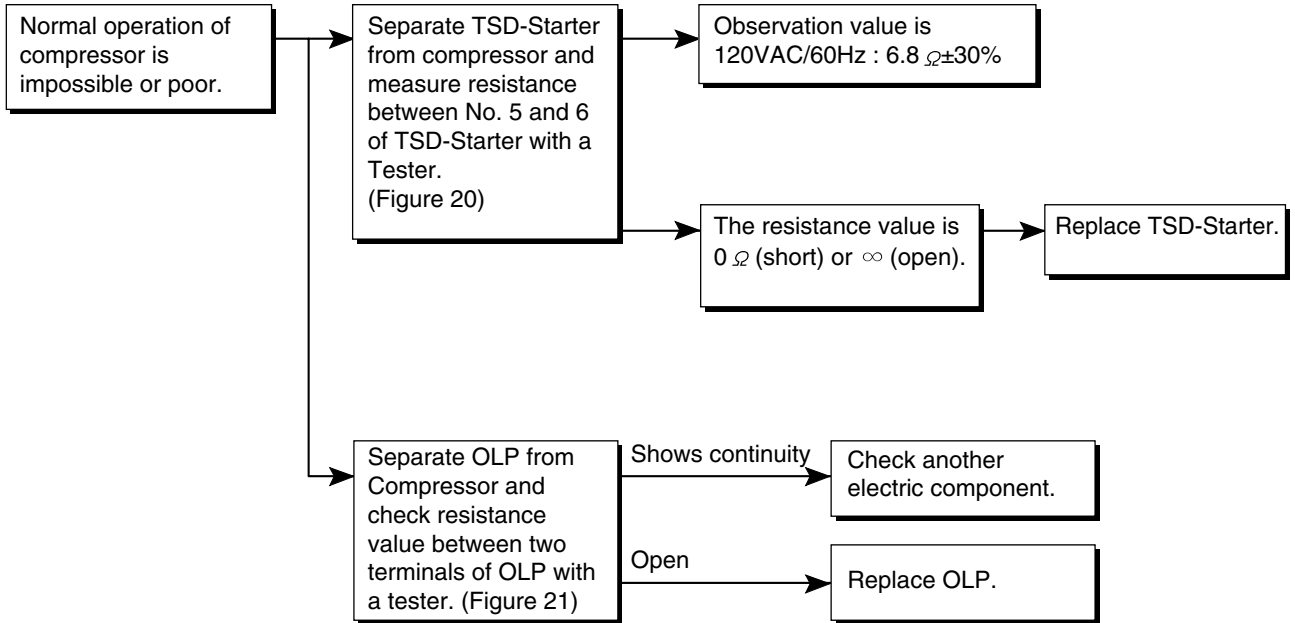 Normal operation of
compressor is
impossible or poor.
Separate TSD-Starter
from compressor and
measure resistance
between No. 5 and 6
of TSD-Starter with a
Tester.
(Figure 20)
Observation value is
120VAC/60Hz : 6.8 Ω±30%
The resistance value is
0 Ω (short) or ∞ (open).
Replace TSD-Starter.
Separate OLP from
Compressor and
check resistance
value between two
terminals of OLP with
a tester. (Figure 21)
Shows continuity
Check another
electric component.
Open
Replace OLP.